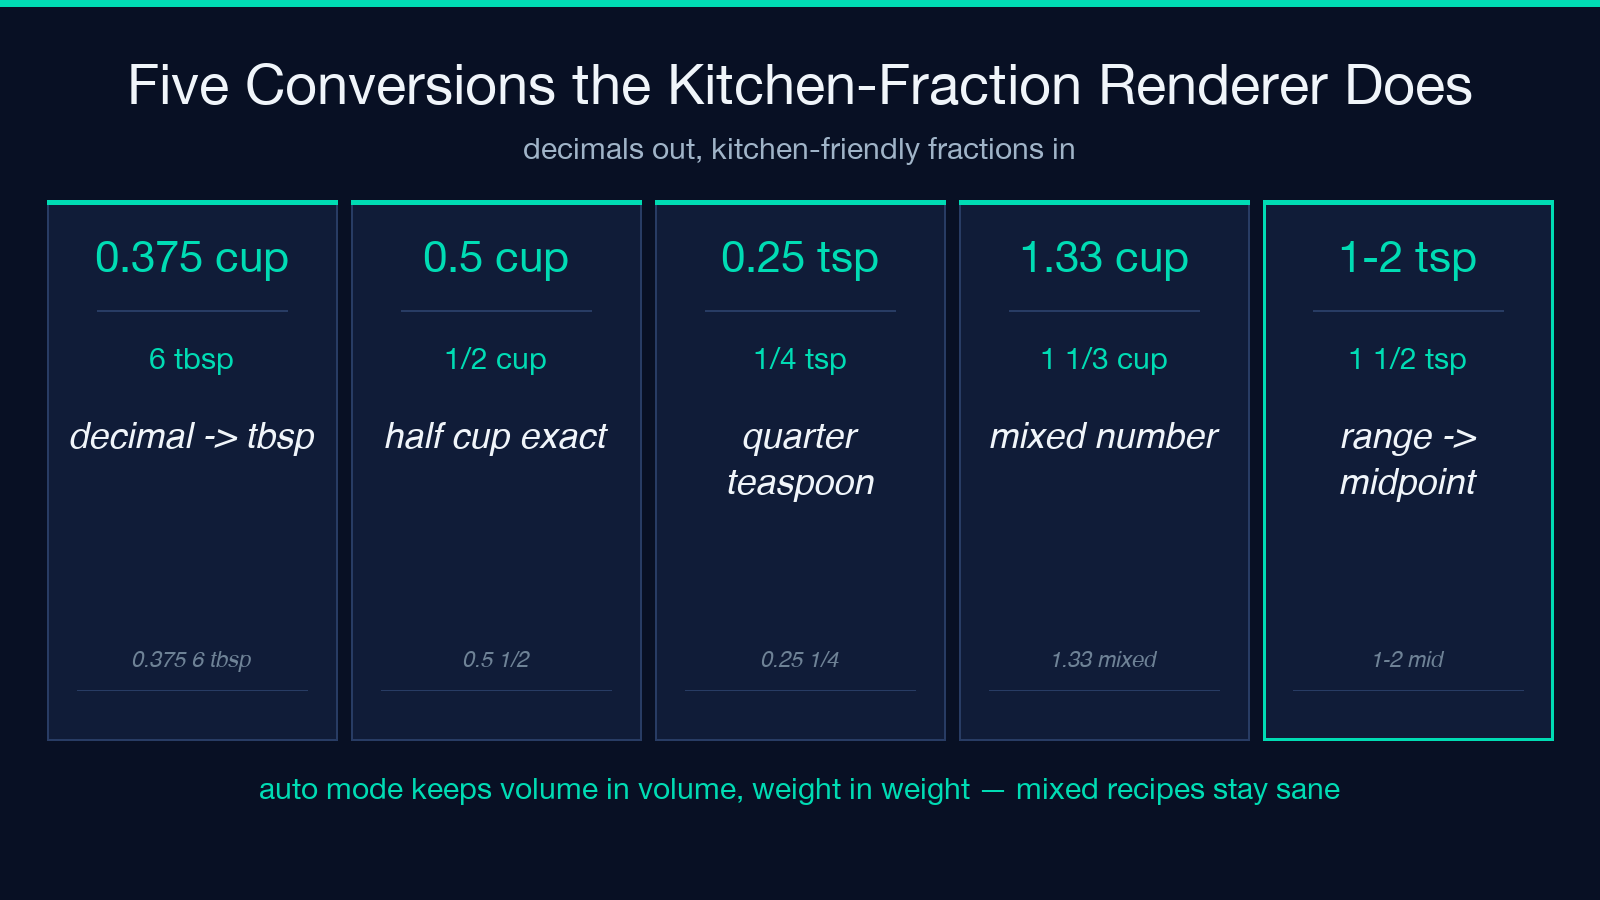 Five Conversions the Kitchen-Fraction Renderer Does
decimals out, kitchen-friendly fractions in
0.375 cup
6 tbsp
decimal -> tbsp
0.375 6 tbsp
0.5 cup
1/2 cup
half cup exact
0.5 1/2
0.25 tsp
1/4 tsp
quarter
teaspoon
0.25 1/4
1.33 cup
1 1/3 cup
mixed number
1.33 mixed
1-2 tsp
1 1/2 tsp
range ->
midpoint
1-2 mid
auto mode keeps volume in volume, weight in weight — mixed recipes stay sane